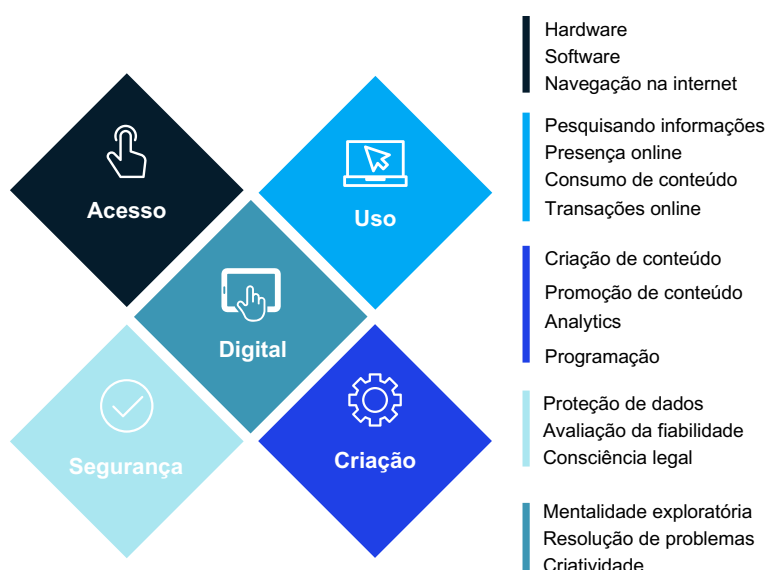 Acesso
Uso
Digital
Segurança
Criação
Hardware
Software
Navegação na internet
Pesquisando informações
Presença online
Consumo de conteúdo
Transações online
Criação de conteúdo
Promoção de conteúdo
Analytics
Programação
Proteção de dados
Avaliação da fiabilidade
Consciência legal
Mentalidade exploratória
Resolução de problemas
Criatividade